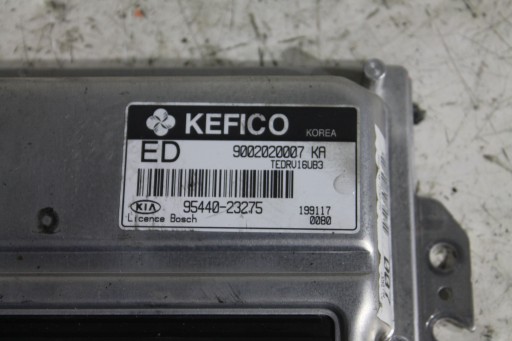 KEFICO KOREA
ED 9002020007 KA
TEDRV16UB3
KIA 95440-23275 199117
Licence Bosch 0080